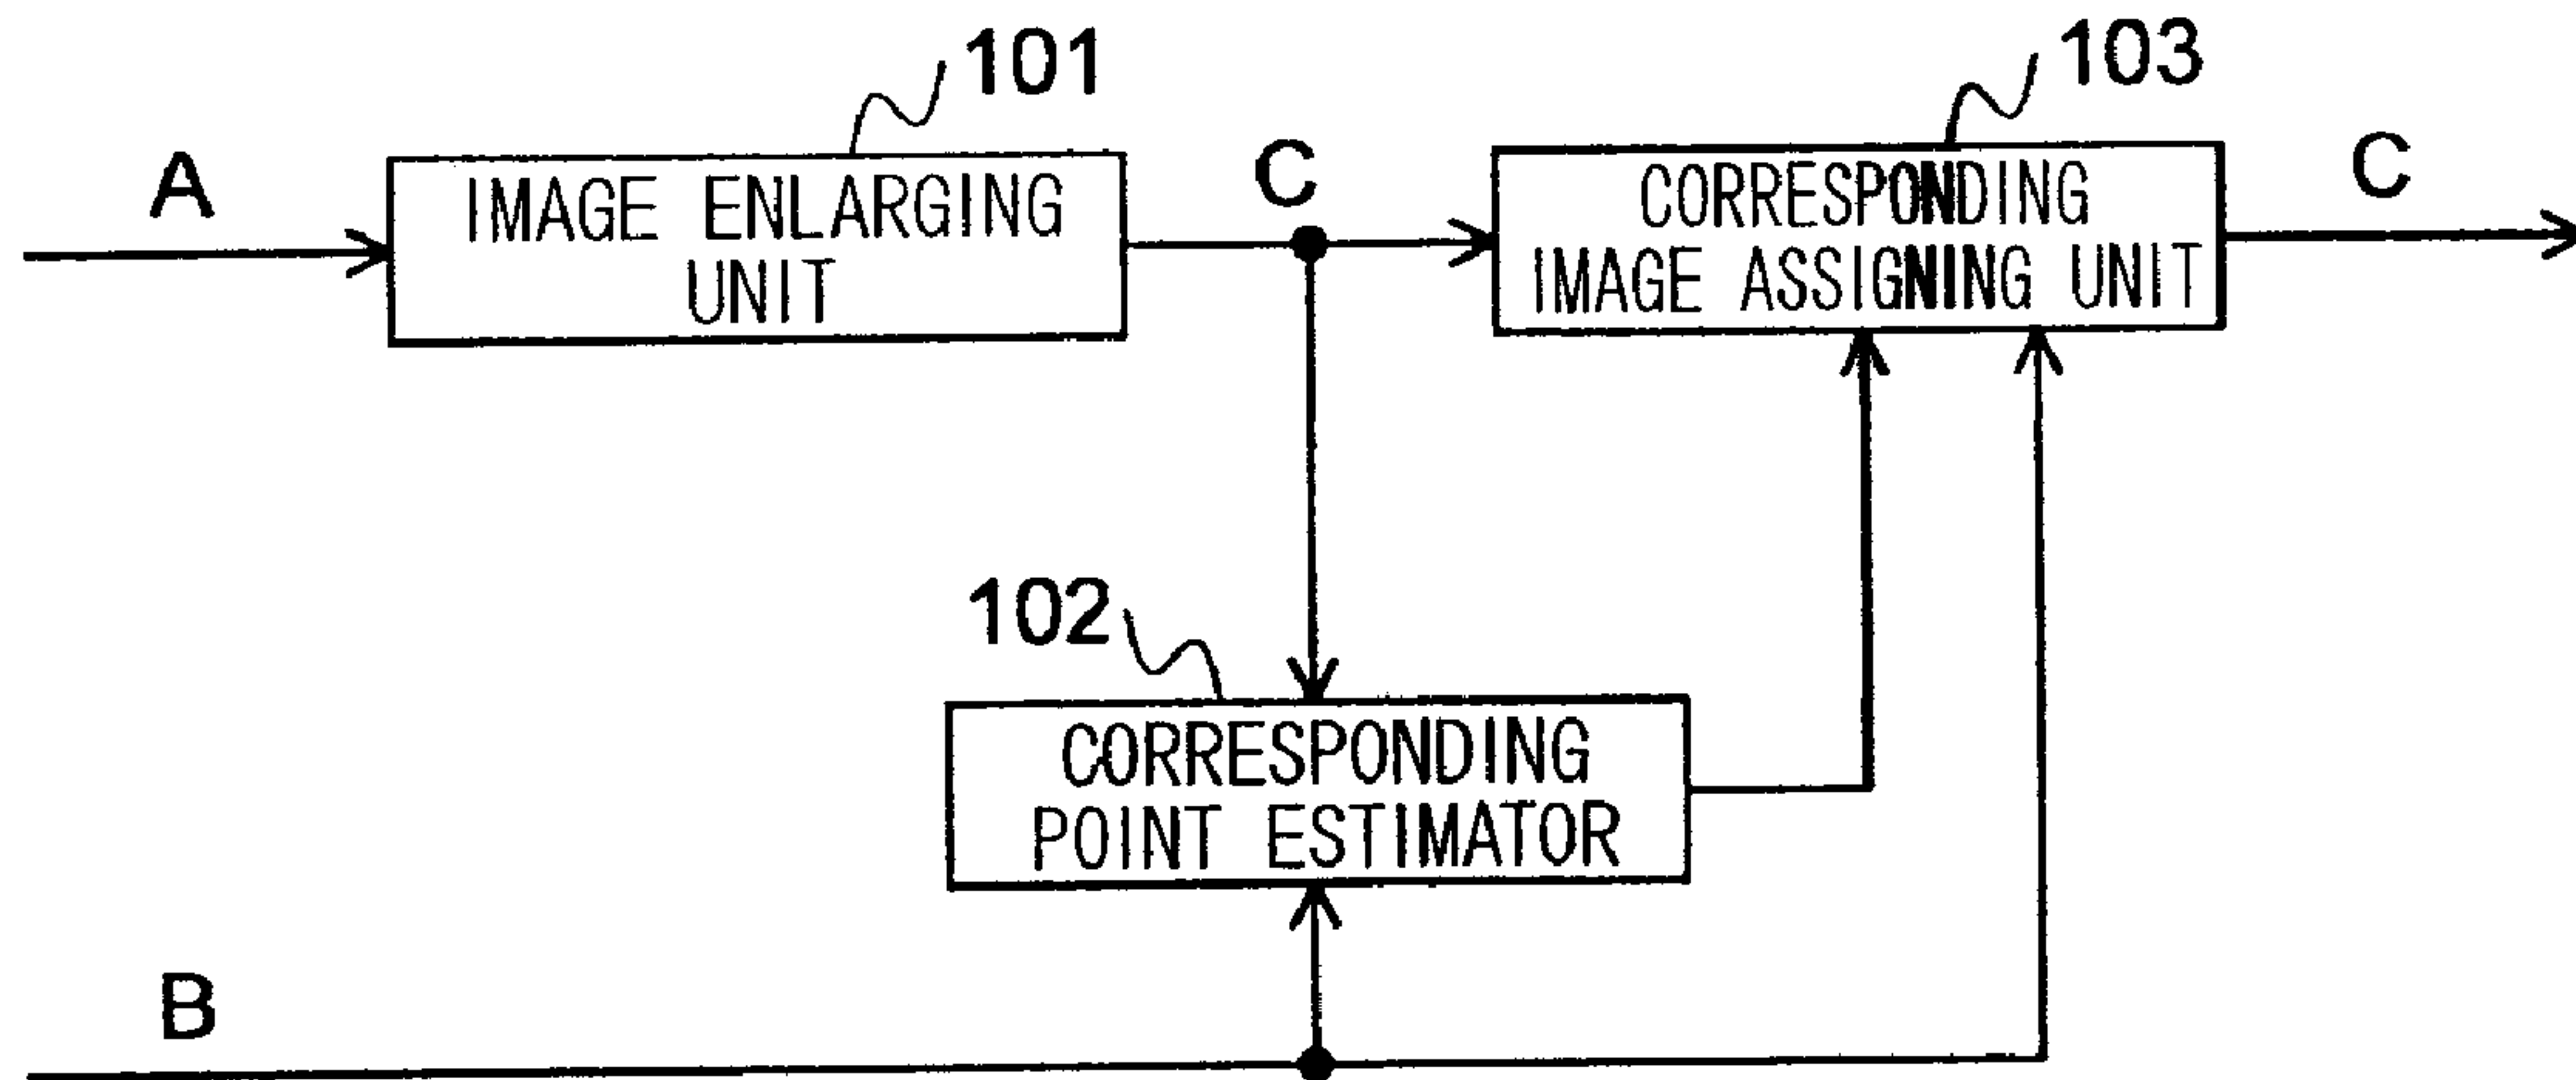 101
103
A
IMAGE ENLARGING
UNIT
C
CORRESPONDING
IMAGE ASSIGNING UNIT
C
102
CORRESPONDING
POINT ESTIMATOR
B